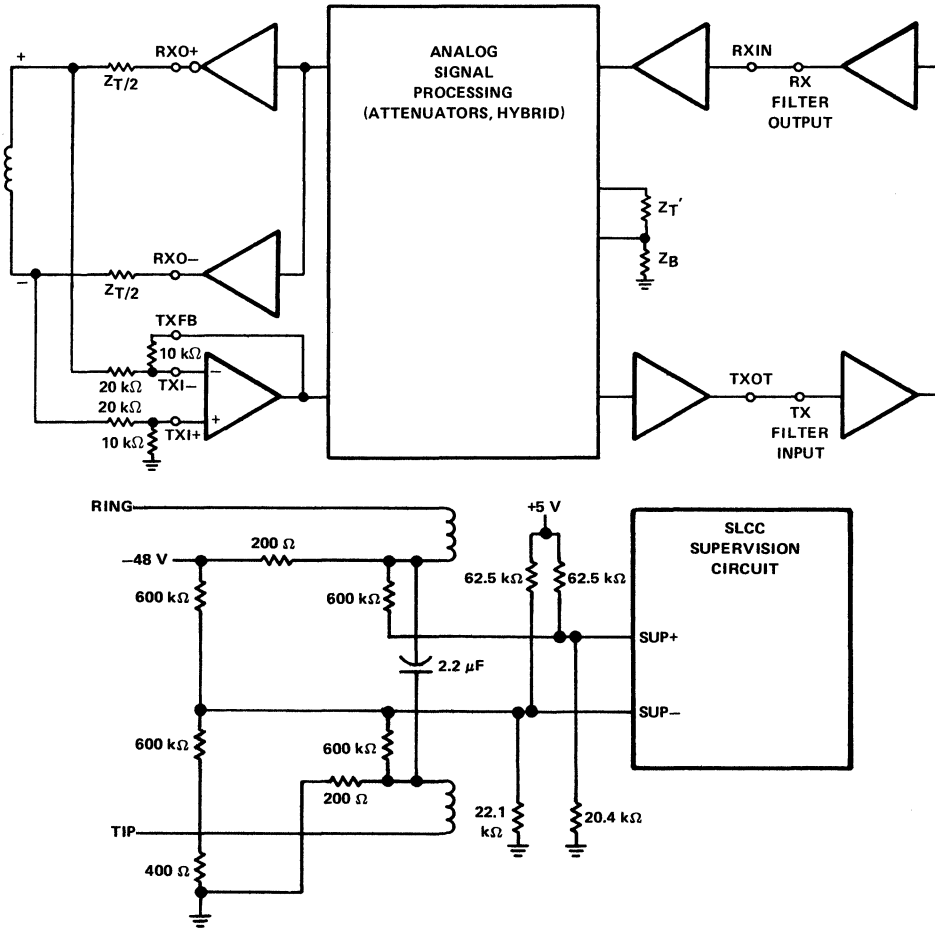 RXO+
+
Z_T/2
ANALOG
SIGNAL
PROCESSING
(ATTENUATORS, HYBRID)
RXIN
RX
FILTER
OUTPUT
Z_T'
Z_B
RXO−
−
Z_T/2
TXFB
10 kΩ
−
20 kΩ
TXI−
20 kΩ
+
TXI+
10 kΩ
TXOT
TX
FILTER
INPUT
RING
−48 V
200 Ω
600 kΩ
600 kΩ
+5 V
62.5 kΩ
62.5 kΩ
SLCC
SUPERVISION
CIRCUIT
SUP+
2.2 μF
SUP−
600 kΩ
600 kΩ
200 Ω
22.1
kΩ
20.4 kΩ
TIP
400 Ω